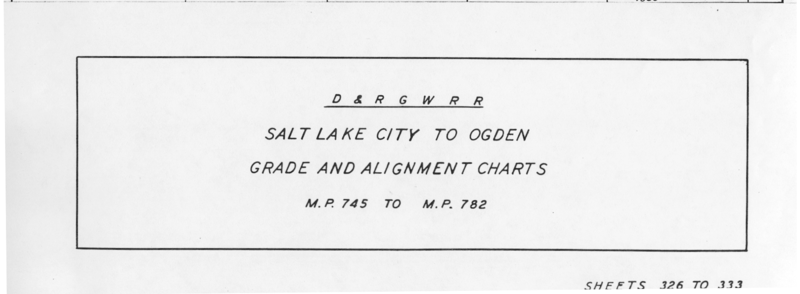 D & R G W R R
SALT LAKE CITY TO OGDEN
GRADE AND ALIGNMENT CHARTS
M.P. 745 TO M.P. 782
SHEETS 326 TO 333